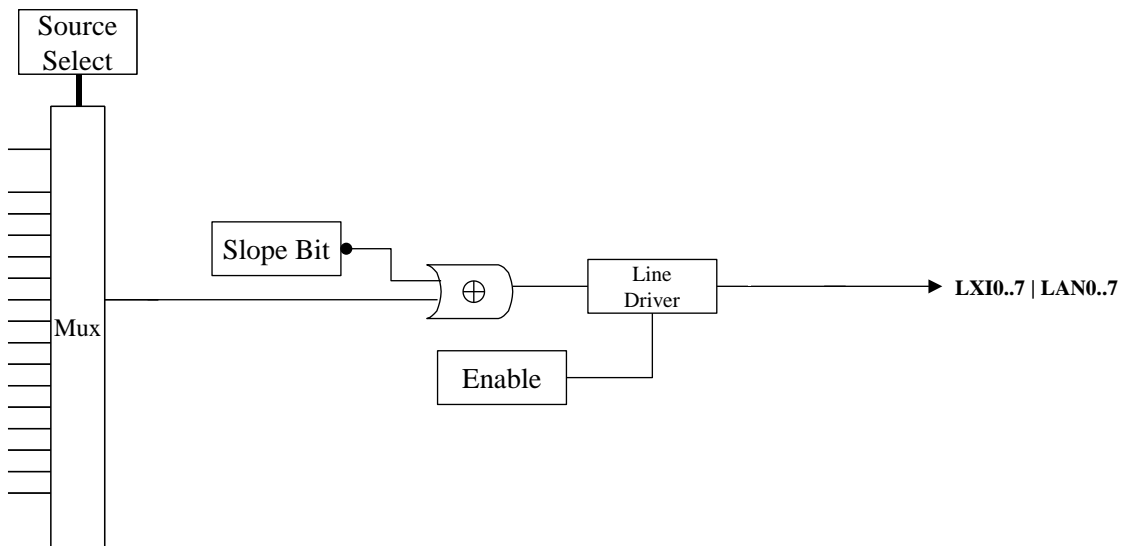 Source
Select
Mux
Slope Bit
Line
Driver
Enable
LXI0..7 | LAN0..7